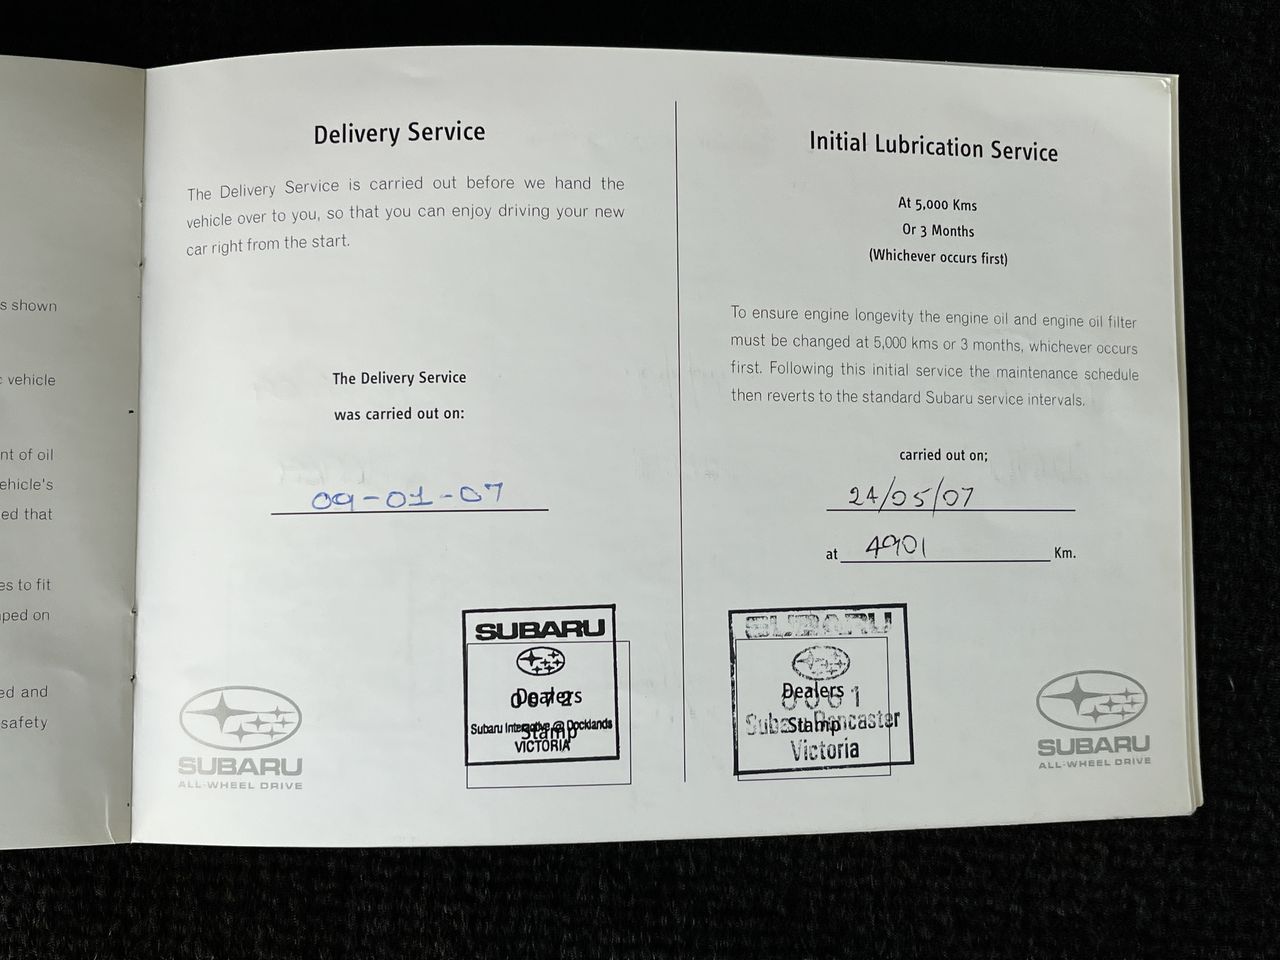 s shown
c vehicle
nt of oil
ehicle's
ed that
es to fit
ped on
ed and
safety
Delivery Service
The Delivery Service is carried out before we hand the
vehicle over to you, so that you can enjoy driving your new
car right from the start.
The Delivery Service
was carried out on:
09-01-07
SUBARU
Dealers
Subaru Interactive @ Docklands
Stamp
VICTORIA
SUBARU
ALL-WHEEL DRIVE
Initial Lubrication Service
At 5,000 Kms
Or 3 Months
(Whichever occurs first)
To ensure engine longevity the engine oil and engine oil filter
must be changed at 5,000 kms or 3 months, whichever occurs
first. Following this initial service the maintenance schedule
then reverts to the standard Subaru service intervals.
carried out on;
24/05/07
at 4901 Km.
SUBARU
Dealers
Stamp
Victoria
SUBARU
ALL-WHEEL DRIVE